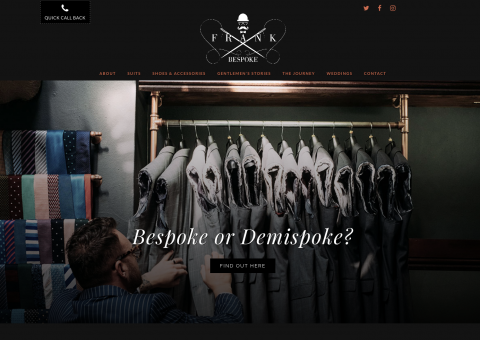 QUICK CALL BACK
FRANK
BESPOKE
ABOUT SUITS SHOES & ACCESSORIES GENTLEMEN'S STORIES THE JOURNEY WEDDINGS CONTACT
Bespoke or Demispoke?
FIND OUT HERE